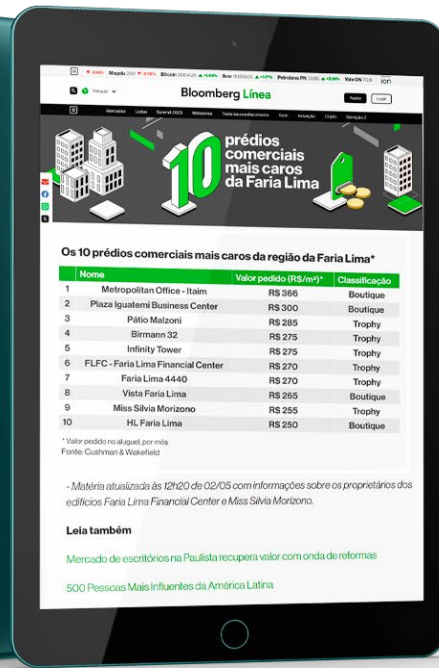 Bloomberg Línea
Mercados
10 prédios
comerciais
mais caros
da Faria Lima
Os 10 prédios comerciais mais caros da região da Faria Lima*
Nome Valor pedido (R$/m²)* Classificação
1 Metropolitan Office - Itaim R$ 366 Boutique
2 Plaza Iguatemi Business Center R$ 300 Boutique
3 Pátio Malzoni R$ 285 Trophy
4 Birmann 32 R$ 275 Trophy
5 Infinity Tower R$ 275 Trophy
6 FLFC - Faria Lima Financial Center R$ 270 Trophy
7 Faria Lima 4440 R$ 270 Trophy
8 Vista Faria Lima R$ 265 Boutique
9 Miss Silvia Morizono R$ 255 Trophy
10 HL Faria Lima R$ 250 Boutique
* Valor pedido no aluguel, por mês
Fonte: Cushman & Wakefield
- Matéria atualizada às 12h20 de 02/05 com informações sobre os proprietários dos
edifícios Faria Lima Financial Center e Miss Silvia Morizono.
Leia também
Mercado de escritórios na Paulista recupera valor com onda de reformas
500 Pessoas Mais Influentes da América Latina